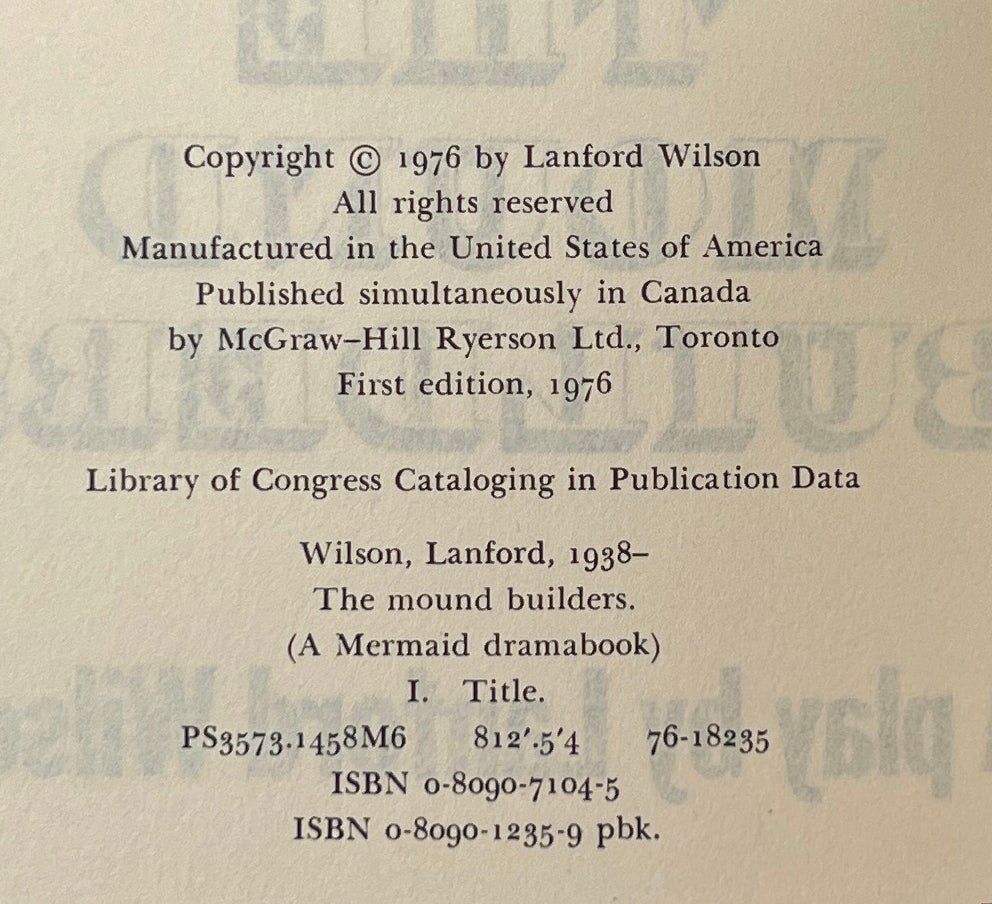 Copyright © 1976 by Lanford Wilson
All rights reserved
Manufactured in the United States of America
Published simultaneously in Canada
by McGraw–Hill Ryerson Ltd., Toronto
First edition, 1976
Library of Congress Cataloging in Publication Data
Wilson, Lanford, 1938–
The mound builders.
(A Mermaid dramabook)
I. Title.
PS3573.1458M6 812'.5'4 76-18235
ISBN 0-8090-7104-5
ISBN 0-8090-1235-9 pbk.